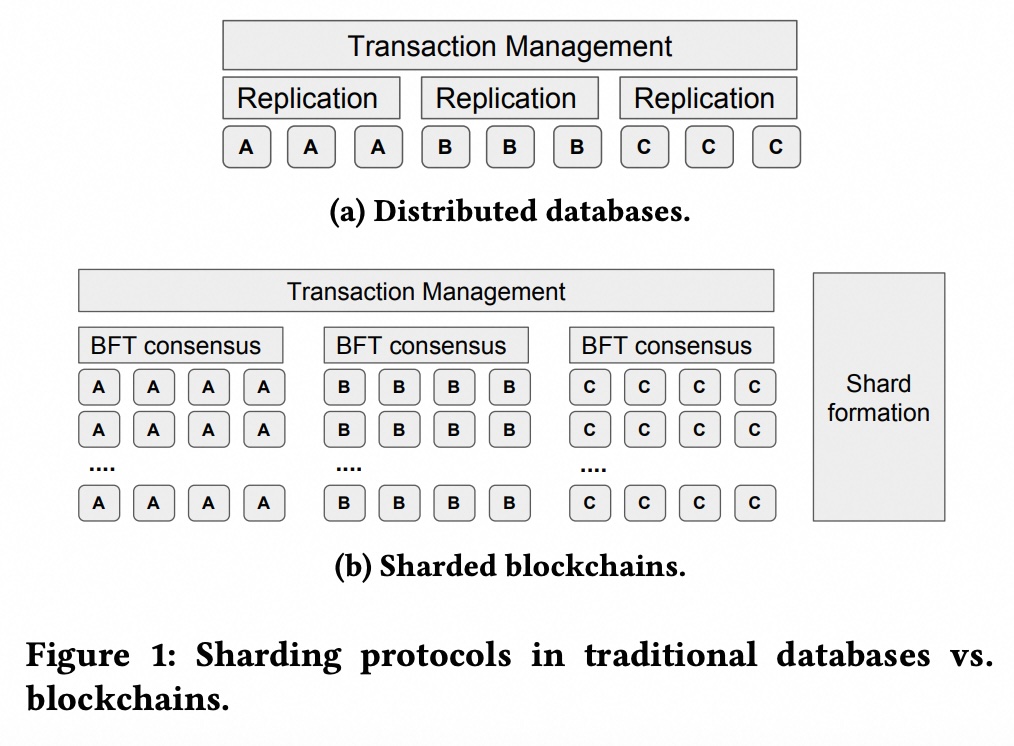 Transaction Management
Replication Replication Replication
A A A B B B C C C
(a) Distributed databases.
Transaction Management
BFT consensus BFT consensus BFT consensus
A A A A B B B B C C C C
Shard
formation
A A A A B B B B C C C C
.... .... ....
A A A A B B B B C C C C
(b) Sharded blockchains.
Figure 1: Sharding protocols in traditional databases vs.
blockchains.